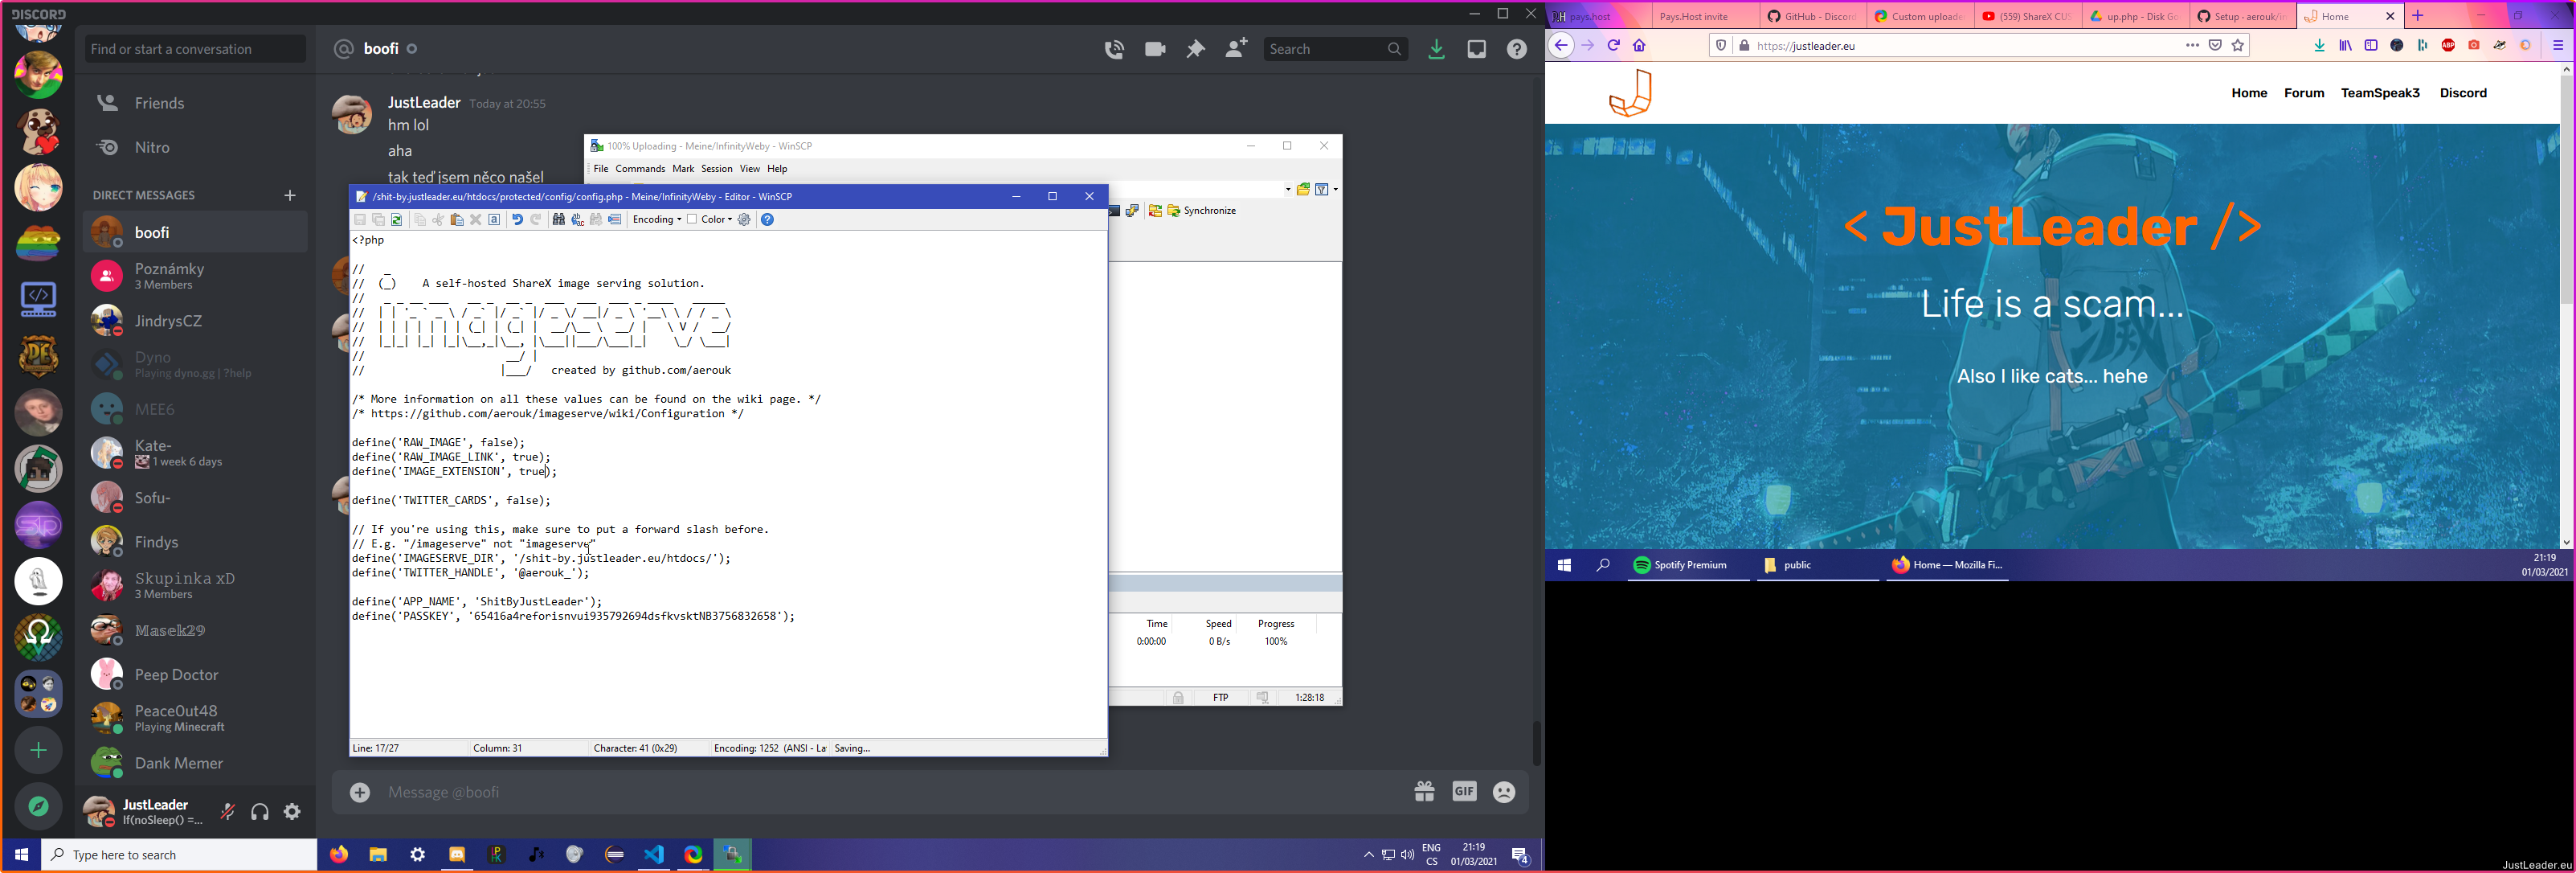 DISCORD
Find or start a conversation
Friends
Nitro
DIRECT MESSAGES
boofi
Poznámky
3 Members
JindrysCZ
Dyno
Playing dyno.gg | ?help
MEE6
Kate-
1 week 6 days
Sofu-
Findys
Skupinka xD
3 Members
Masek29
Peep Doctor
Peace0ut48
Playing Minecraft
Dank Memer
JustLeader
If(noSleep() =...
boofi
Search
JustLeader Today at 20:55
hm lol
aha
tak teď jsem něco našel
100% Uploading - Meine/InfinityWeby - WinSCP
File Commands Mark Session View Help
Synchronize
Time Speed Progress
0:00:00 0 B/s 100%
FTP 1:28:18
/shit-by.justleader.eu/htdocs/protected/config/config.php - Meine/InfinityWeby - Editor - WinSCP
Encoding Color
<?php
// _
// (_) A self-hosted ShareX image serving solution.
// created by github.com/aerouk
/* More information on all these values can be found on the wiki page. */
/* https://github.com/aerouk/imageserve/wiki/Configuration */
define('RAW_IMAGE', false);
define('RAW_IMAGE_LINK', true);
define('IMAGE_EXTENSION', true);
define('TWITTER_CARDS', false);
// If you're using this, make sure to put a forward slash before.
// E.g. "/imageserve" not "imageserve"
define('IMAGESERVE_DIR', '/shit-by.justleader.eu/htdocs/');
define('TWITTER_HANDLE', '@aerouk_');
define('APP_NAME', 'ShitByJustLeader');
define('PASSKEY', '65416a4reforisnvui935792694dsfkvsktNB3756832658');
Line: 17/27 Column: 31 Character: 41 (0x29) Encoding: 1252 (ANSI - La Saving...
Message @boofi
GIF
Type here to search
ENG
CS
21:19
01/03/2021
4
pays.host
Pays.Host invite
GitHub - Discord
Custom uploade
(559) ShareX CUS
up.php - Disk Go
Setup - aerouk/i
Home
https://justleader.eu
ABP
Home Forum TeamSpeak3 Discord
< JustLeader />
Life is a scam...
Also I like cats... hehe
Spotify Premium
public
Home — Mozilla Fi...
21:19
01/03/2021
JustLeader.eu